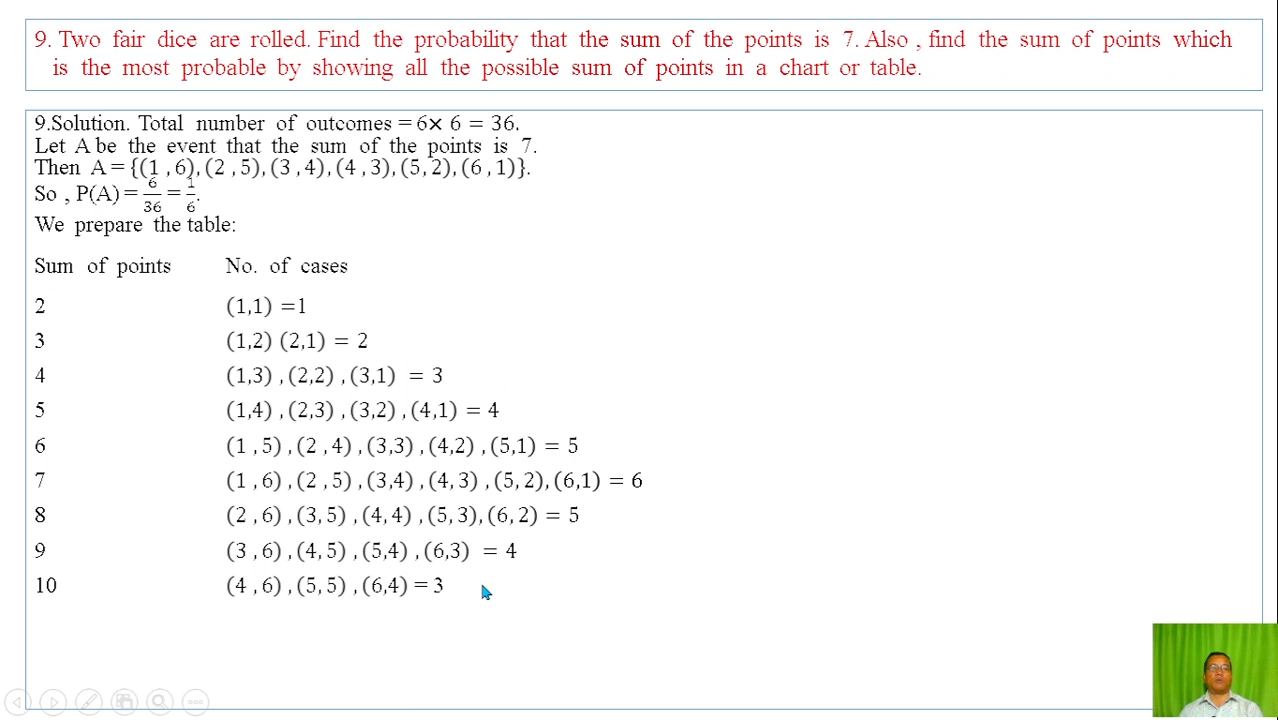 9. Two fair dice are rolled. Find the probability that the sum of the points is 7. Also , find the sum of points which
is the most probable by showing all the possible sum of points in a chart or table.
9.Solution. Total number of outcomes = 6× 6 = 36.
Let A be the event that the sum of the points is 7.
Then A = {(1 , 6), (2 , 5), (3 , 4), (4 , 3), (5, 2), (6 , 1)}.
So , P(A) = 6/36 = 1/6.
We prepare the table:
Sum of points No. of cases
2 (1,1) =1
3 (1,2) (2,1) = 2
4 (1,3) , (2,2) , (3,1) = 3
5 (1,4) , (2,3) , (3,2) , (4,1) = 4
6 (1 , 5) , (2 , 4) , (3,3) , (4,2) , (5,1) = 5
7 (1 , 6) , (2 , 5) , (3,4) , (4, 3) , (5, 2), (6,1) = 6
8 (2 , 6) , (3, 5) , (4, 4) , (5, 3), (6, 2) = 5
9 (3 , 6) , (4, 5) , (5,4) , (6,3) = 4
10 (4 , 6) , (5, 5) , (6,4) = 3